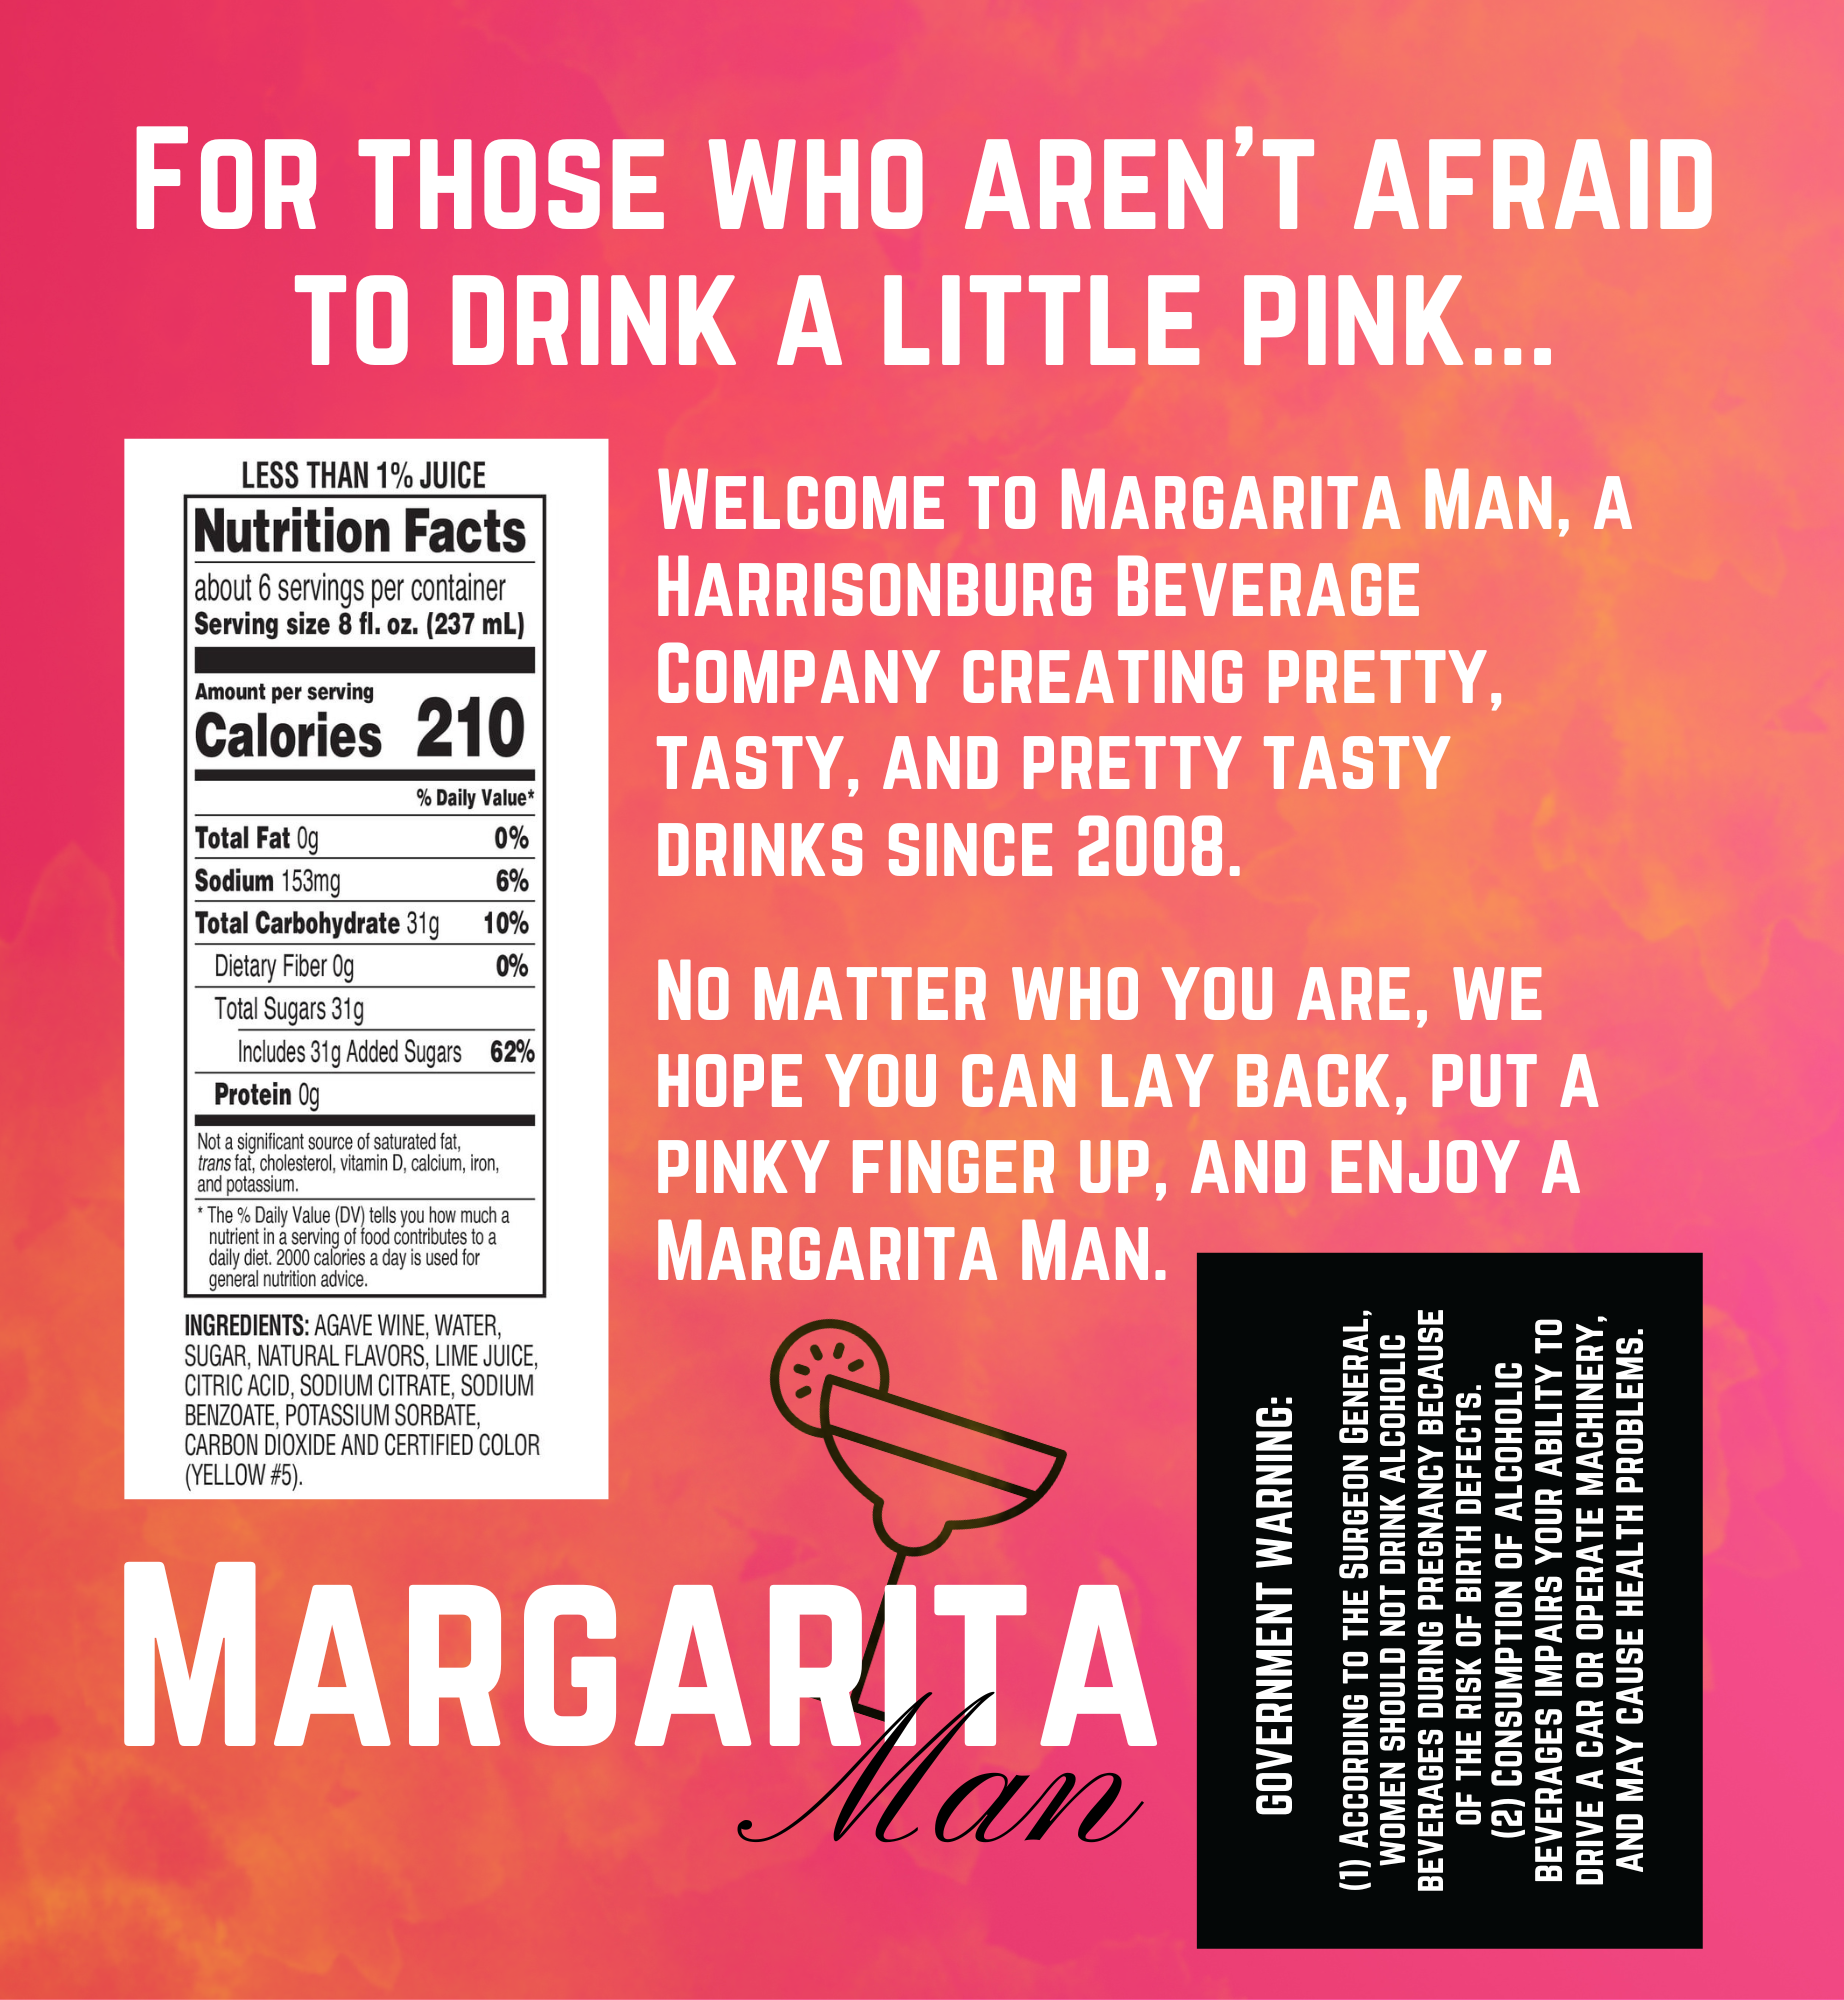 For those who aren't afraid
to drink a little pink...
LESS THAN 1% JUICE
Nutrition Facts
about 6 servings per container
Serving size 8 fl. oz. (237 mL)
Amount per serving
Calories 210
% Daily Value*
Total Fat 0g 0%
Sodium 153mg 6%
Total Carbohydrate 31g 10%
Dietary Fiber 0g 0%
Total Sugars 31g
Includes 31g Added Sugars 62%
Protein 0g
Not a significant source of saturated fat,
trans fat, cholesterol, vitamin D, calcium, iron,
and potassium.
* The % Daily Value (DV) tells you how much a
nutrient in a serving of food contributes to a
daily diet. 2000 calories a day is used for
general nutrition advice.
INGREDIENTS: AGAVE WINE, WATER,
SUGAR, NATURAL FLAVORS, LIME JUICE,
CITRIC ACID, SODIUM CITRATE, SODIUM
BENZOATE, POTASSIUM SORBATE,
CARBON DIOXIDE AND CERTIFIED COLOR
(YELLOW #5).
Welcome to Margarita Man, a
Harrisonburg Beverage
Company creating pretty,
tasty, and pretty tasty
drinks since 2008.
No matter who you are, we
hope you can lay back, put a
pinky finger up, and enjoy a
Margarita Man.
Margarita
Man
GOVERNMENT WARNING:
(1) According to the Surgeon General,
women should not drink alcoholic
beverages during pregnancy because
of the risk of birth defects.
(2) Consumption of alcoholic
beverages impairs your ability to
drive a car or operate machinery,
and may cause health problems.